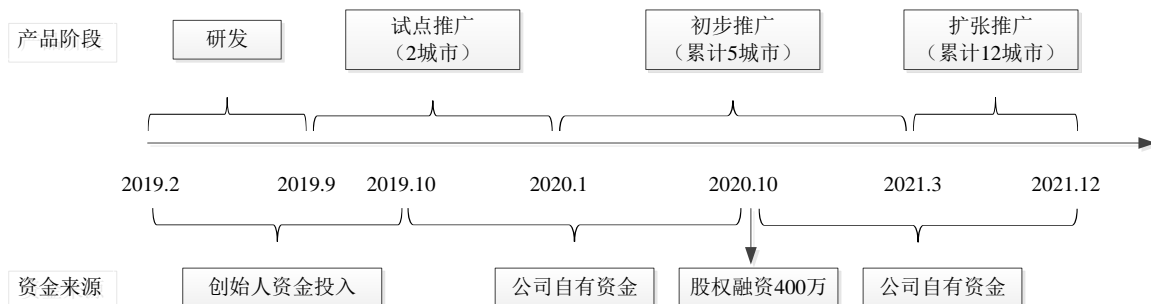 产品阶段
研发
试点推广
（2城市）
初步推广
（累计5城市）
扩张推广
（累计12城市）
2019.2
2019.9
2019.10
2020.1
2020.10
2021.3
2021.12
资金来源
创始人资金投入
公司自有资金
股权融资400万
公司自有资金